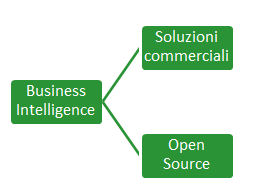 Soluzioni
commerciali
Business
Intelligence
Open
Source